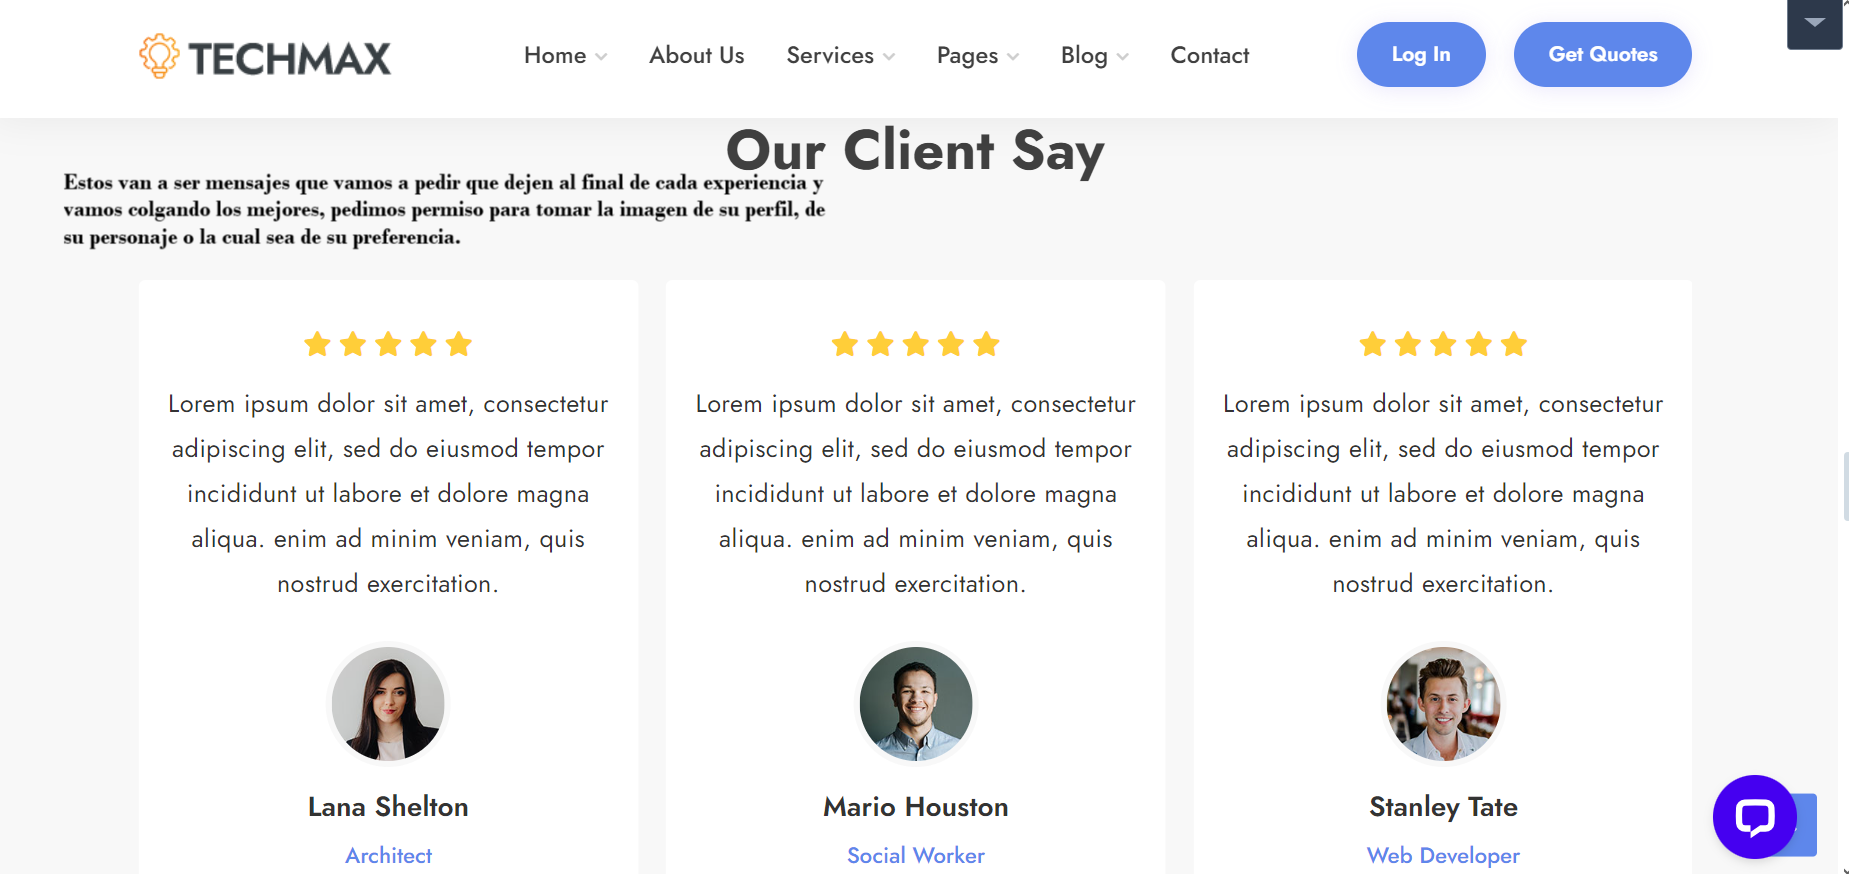 TECHMAX
Home
About Us
Services
Pages
Blog
Contact
Log In
Get Quotes
Our Client Say
Estos van a ser mensajes que vamos a pedir que dejen al final de cada experiencia y
vamos colgando los mejores, pedimos permiso para tomar la imagen de su perfil, de
su personaje o la cual sea de su preferencia.
Lorem ipsum dolor sit amet, consectetur
adipiscing elit, sed do eiusmod tempor
incididunt ut labore et dolore magna
aliqua. enim ad minim veniam, quis
nostrud exercitation.
Lana Shelton
Architect
Lorem ipsum dolor sit amet, consectetur
adipiscing elit, sed do eiusmod tempor
incididunt ut labore et dolore magna
aliqua. enim ad minim veniam, quis
nostrud exercitation.
Mario Houston
Social Worker
Lorem ipsum dolor sit amet, consectetur
adipiscing elit, sed do eiusmod tempor
incididunt ut labore et dolore magna
aliqua. enim ad minim veniam, quis
nostrud exercitation.
Stanley Tate
Web Developer